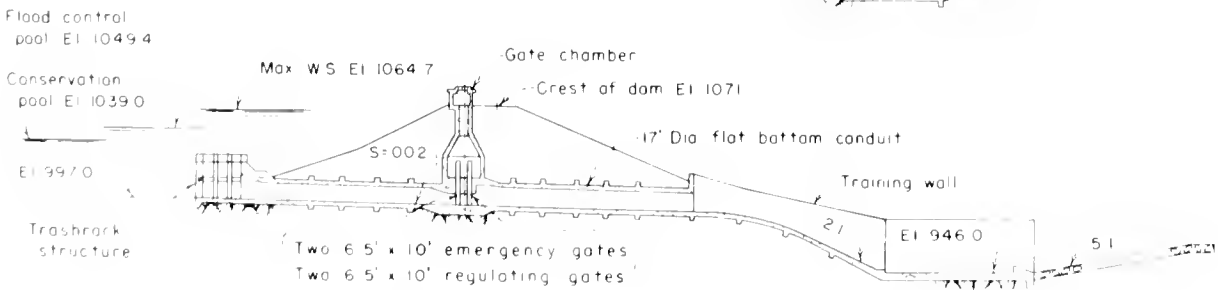 Flood control
pool El 1049.4
Conservation
pool El 1039.0
Max WS El 1064.7
Gate chamber
Crest of dam El 1071
17' Dia flat bottom conduit
S=002
El 997.0
Trashrack
structure
Training wall
2:1
El 946.0
5:1
Two 6.5' x 10' emergency gates
Two 6.5' x 10' regulating gates